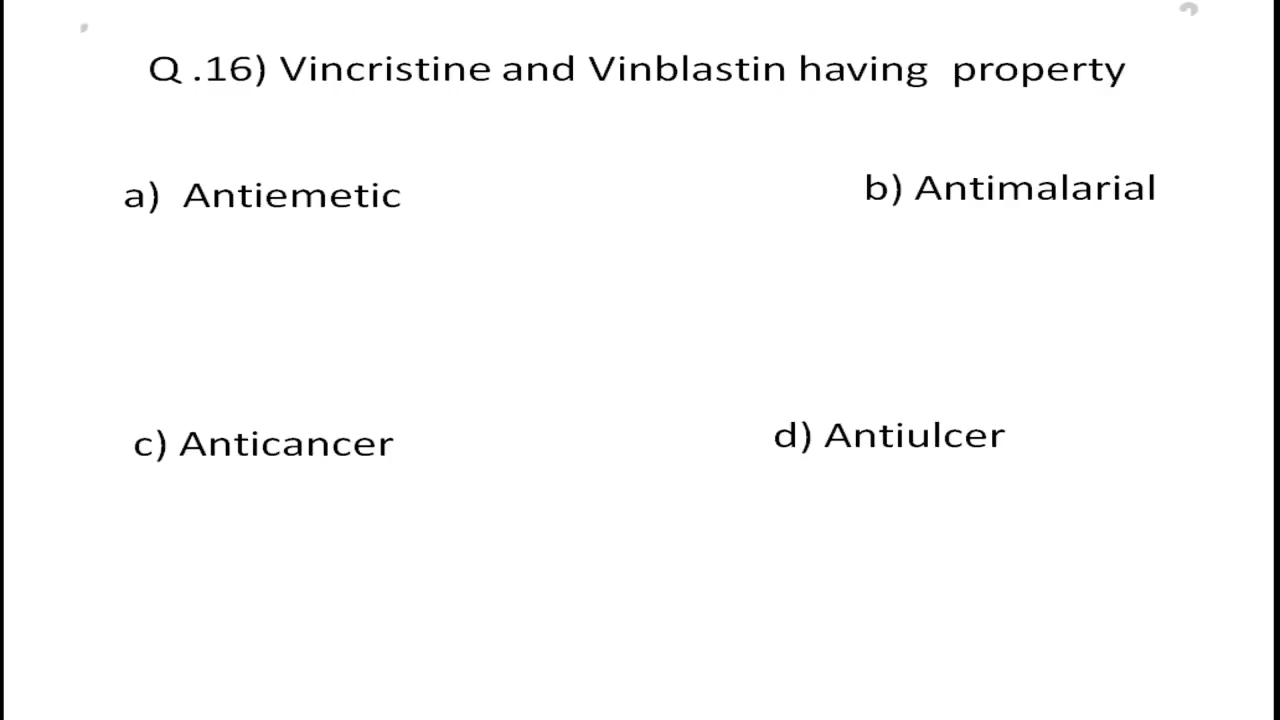 Q .16) Vincristine and Vinblastin having  property
a)  Antiemetic
b) Antimalarial
c) Anticancer
d) Antiulcer